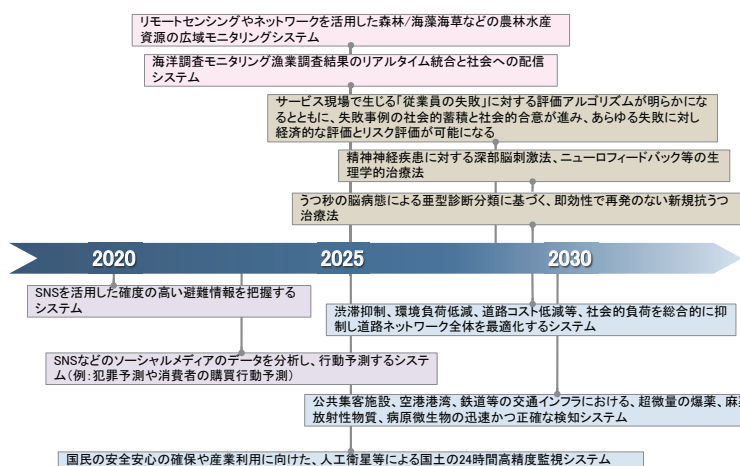 リモートセンシングやネットワークを活用した森林/海藻海草などの農林水産
資源の広域モニタリングシステム
海洋調査モニタリング漁業調査結果のリアルタイム統合と社会への配信
システム
サービス現場で生じる「従業員の失敗」に対する評価アルゴリズムが明らかにな
るとともに、失敗事例の社会的蓄積と社会的合意が進み、あらゆる失敗に対し
経済的な評価とリスク評価が可能になる
精神神経疾患に対する深部脳刺激法、ニューロフィードバック等の生
理学的治療法
うつ秒の脳病態による亜型診断分類に基づく、即効性で再発のない新規抗うつ
治療法
2020
2025
2030
SNSを活用した確度の高い避難情報を把握する
システム
渋滞抑制、環境負荷低減、道路コスト低減等、社会的負荷を総合的に抑
制し道路ネットワーク全体を最適化するシステム
SNSなどのソーシャルメディアのデータを分析し、行動予測するシステ
ム(例:犯罪予測や消費者の購買行動予測)
公共集客施設、空港港湾、鉄道等の交通インフラにおける、超微量の爆薬、麻
放射性物質、病原微生物の迅速かつ正確な検知システム
国民の安全安心の確保や産業利用に向けた、人工衛星等による国土の24時間高精度監視システム